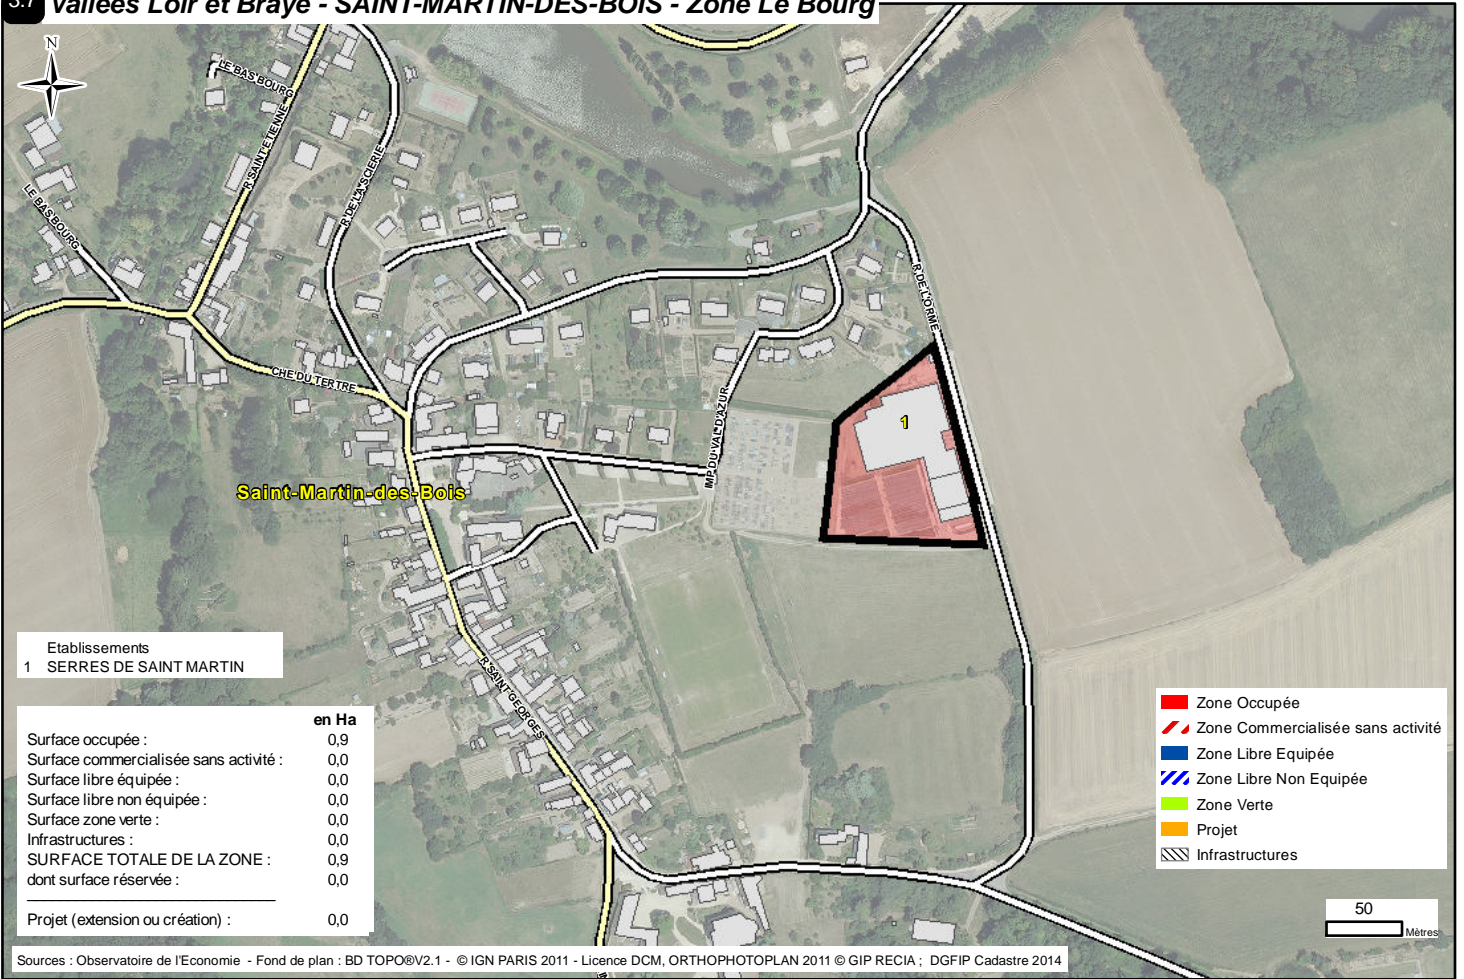 3.7 Vallées Loir et Braye - SAINT-MARTIN-DES-BOIS - Zone Le Bourg
N
LE BAS BOURG
R SAINT ETIENNE
R DE LA SCIERIE
LE BAS BOURG
R DE L'ORME
CHE DU TERTRE
IMP DU VAL D'AZUR
1
Saint-Martin-des-Bois
R SAINT GEORGES
Etablissements
1 SERRES DE SAINT MARTIN
en Ha
Surface occupée : 0,9
Surface commercialisée sans activité : 0,0
Surface libre équipée : 0,0
Surface libre non équipée : 0,0
Surface zone verte : 0,0
Infrastructures : 0,0
SURFACE TOTALE DE LA ZONE : 0,9
dont surface réservée : 0,0
Projet (extension ou création) : 0,0
Zone Occupée
Zone Commercialisée sans activité
Zone Libre Equipée
Zone Libre Non Equipée
Zone Verte
Projet
Infrastructures
50
Mètres
Sources : Observatoire de l'Economie - Fond de plan : BD TOPO®V2.1 - © IGN PARIS 2011 - Licence DCM, ORTHOPHOTOPLAN 2011 © GIP RECIA ; DGFIP Cadastre 2014